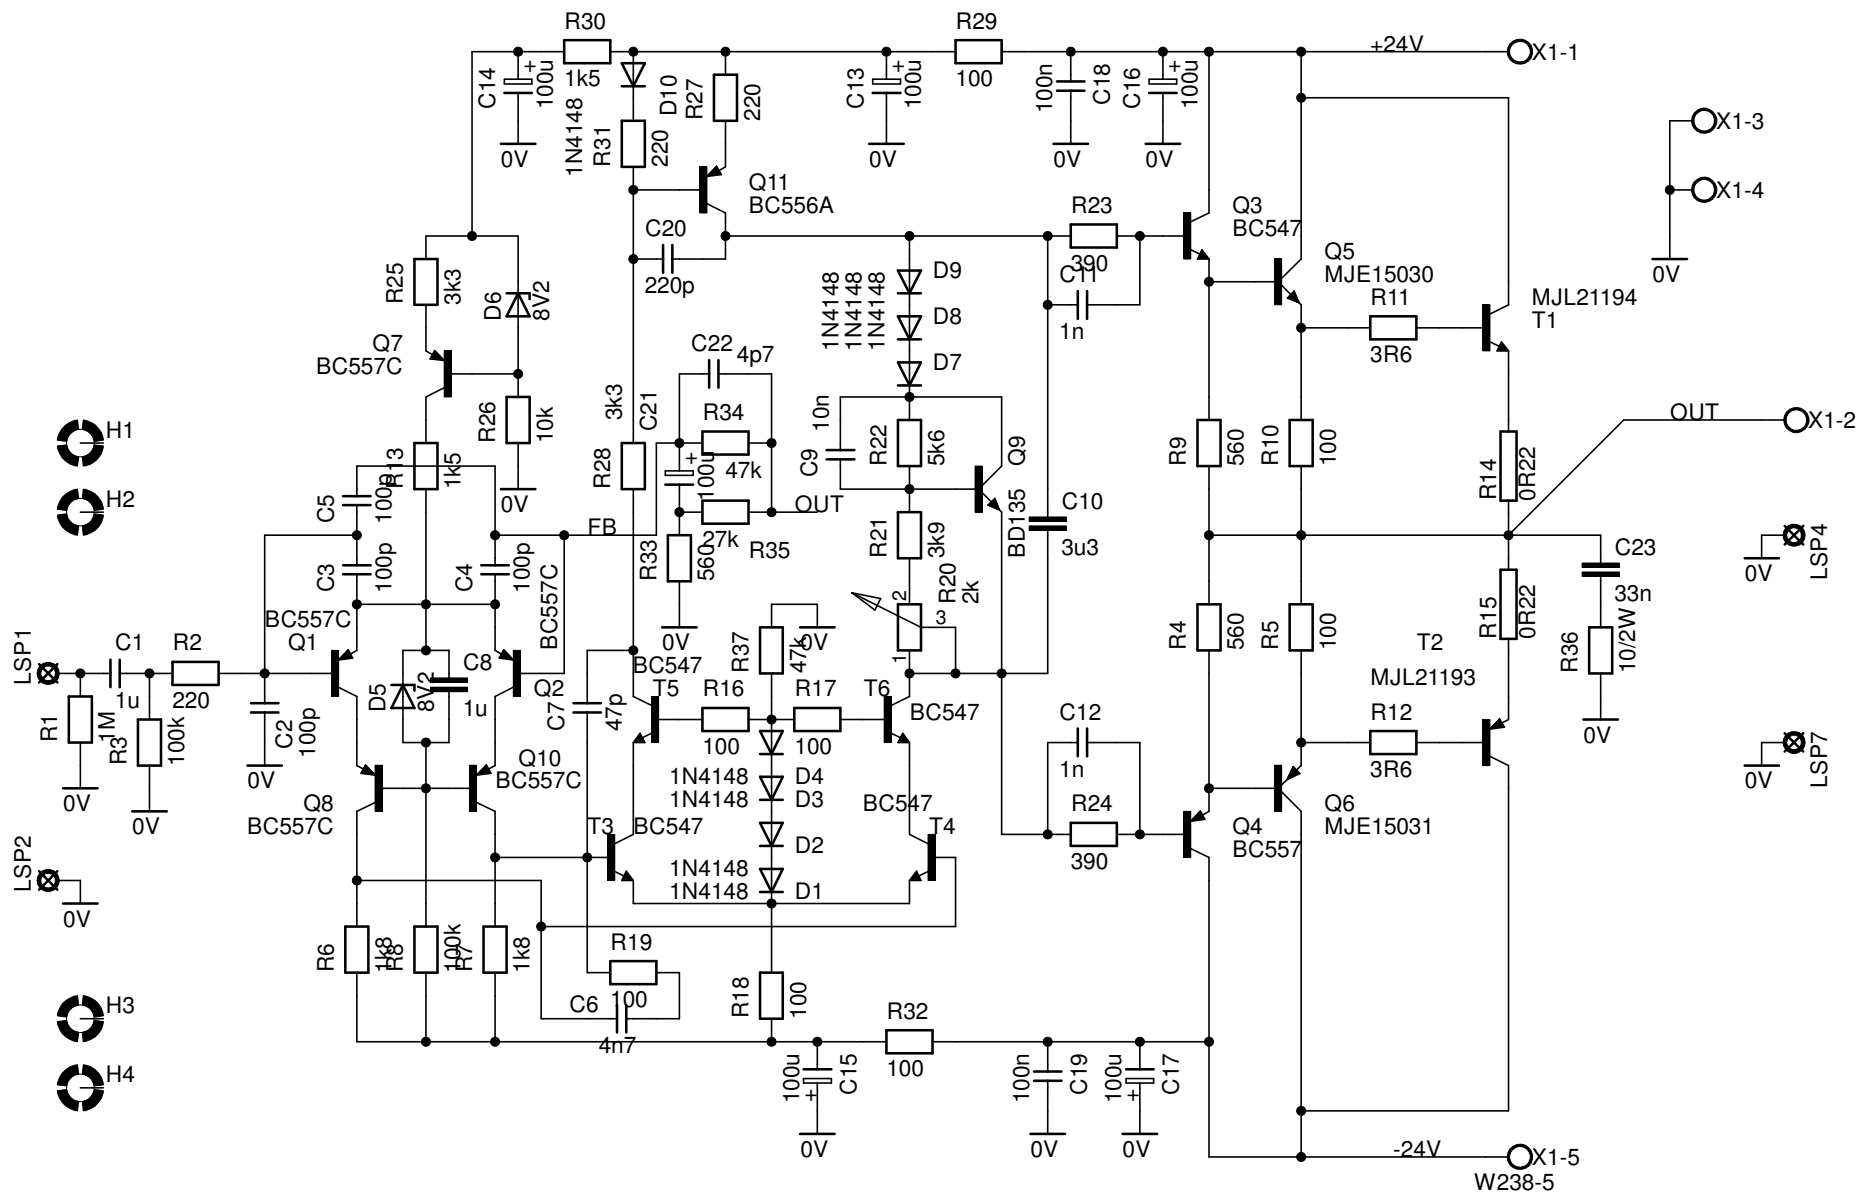 R30
1k5
C14
100u
+
0V
1N4148
D10
R31
220
R27
220
Q11
BC556A
C13
100u
+
0V
R29
100
100n
C18
0V
C16
100u
+
0V
+24V
X1-1
X1-3
X1-4
0V
C20
220p
R25
3k3
D6
8V2
Q7
BC557C
R26
10k
0V
R13
1k5
C5
100p
C3
100p
C4
100p
BC557C
FB
3k3
R28
C21
100u
+
C22
4p7
R34
47k
OUT
27k
R35
R33
560
0V
1N4148
1N4148
1N4148
D9
D8
D7
10n
C9
R22
5k6
Q9
BD135
R21
3k9
R20
2k
2
3
1
C10
3u3
R23
390
C11
1n
Q3
BC547
Q5
MJE15030
R11
3R6
MJL21194
T1
R9
560
R10
100
R14
0R22
OUT
X1-2
R4
560
R5
100
R15
0R22
C23
33n
R36
10/2W
0V
LSP4
0V
LSP7
0V
T2
MJL21193
R12
3R6
Q6
MJE15031
Q4
BC557
C12
1n
R24
390
H1
H2
H3
H4
LSP1
R1
1M
0V
C1
1u
R3
100k
0V
R2
220
C2
100p
0V
BC557C
Q1
D5
8V2
C8
1u
Q2
Q10
BC557C
Q8
BC557C
LSP2
0V
R6
1k8
R8
100k
R7
1k8
C7
47p
BC547
T5
R16
100
R37
47k
0V
R17
100
T6
BC547
1N4148
1N4148
D4
D3
D2
1N4148
1N4148
D1
T3
BC547
BC547
T4
R19
100
C6
4n7
R18
100
100u
+
C15
0V
R32
100
100n
C19
0V
100u
+
C17
0V
-24V
X1-5
W238-5